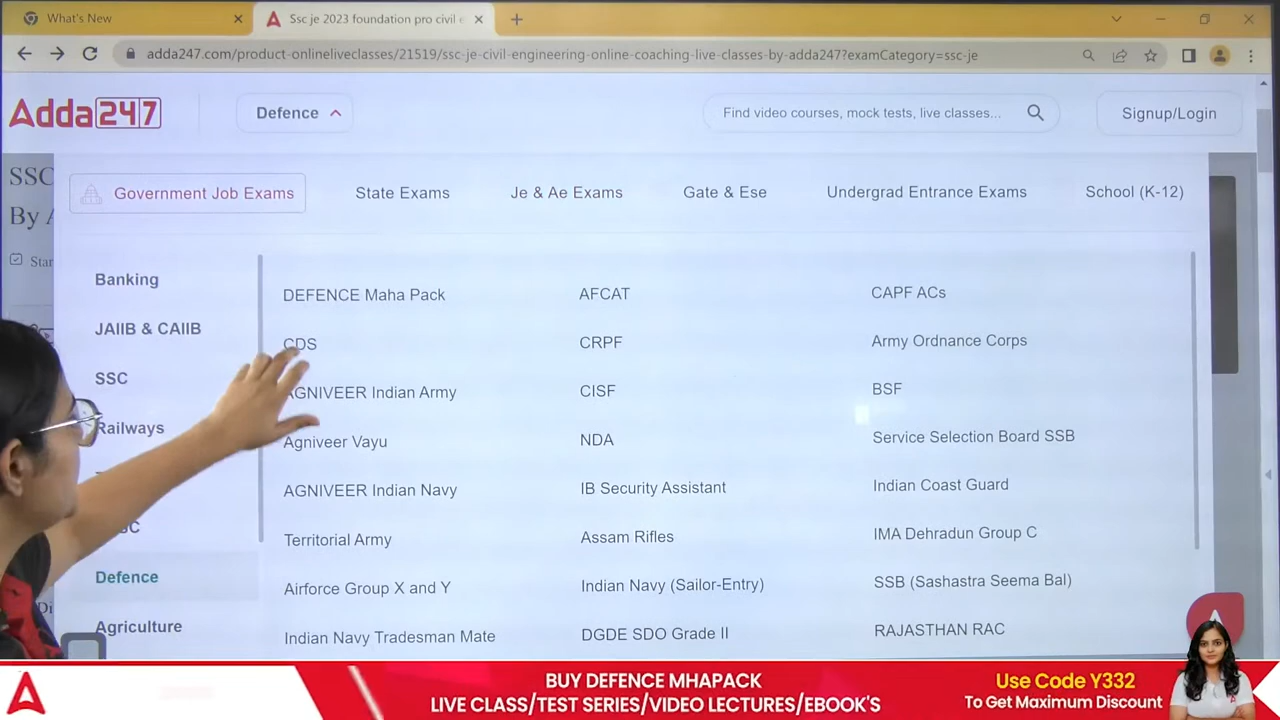 What's New
Ssc je 2023 foundation pro civil e
adda247.com/product-onlineliveclasses/21519/ssc-je-civil-engineering-online-coaching-live-classes-by-adda247?examCategory=ssc-je
Adda247
Defence
Find video courses, mock tests, live classes...
Signup/Login
SSC
By A
Star
Government Job Exams
State Exams
Je & Ae Exams
Gate & Ese
Undergrad Entrance Exams
School (K-12)
Banking
JAIIB & CAIIB
SSC
Railways
Defence
Agriculture
DEFENCE Maha Pack
AFCAT
CAPF ACs
CDS
CRPF
Army Ordnance Corps
AGNIVEER Indian Army
CISF
BSF
Agniveer Vayu
NDA
Service Selection Board SSB
AGNIVEER Indian Navy
IB Security Assistant
Indian Coast Guard
Territorial Army
Assam Rifles
IMA Dehradun Group C
Airforce Group X and Y
Indian Navy (Sailor-Entry)
SSB (Sashastra Seema Bal)
Indian Navy Tradesman Mate
DGDE SDO Grade II
RAJASTHAN RAC
Di
BUY DEFENCE MHAPACK
LIVE CLASS/TEST SERIES/VIDEO LECTURES/EBOOK'S
Use Code Y332
To Get Maximum Discount